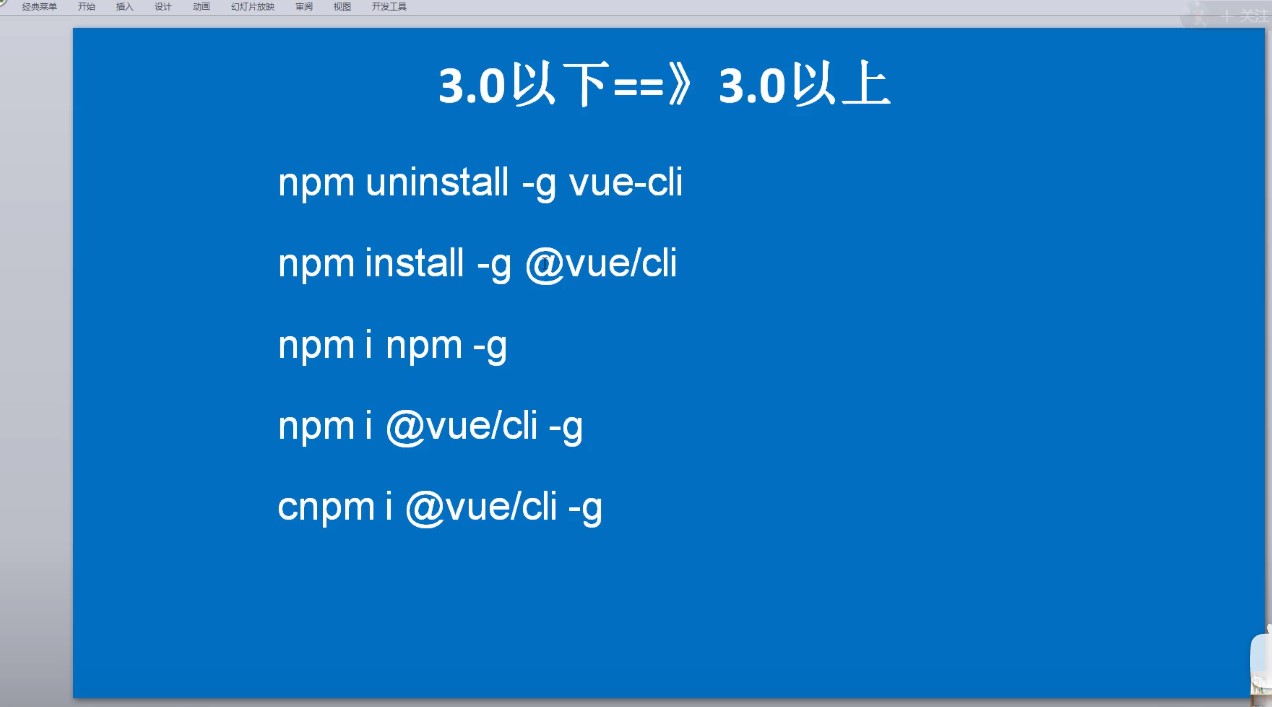 经典菜单 开始 插入 设计 动画 幻灯片放映 审阅 视图 开发工具
+ 关注
3.0以下==》3.0以上
npm uninstall -g vue-cli
npm install -g @vue/cli
npm i npm -g
npm i @vue/cli -g
cnpm i @vue/cli -g